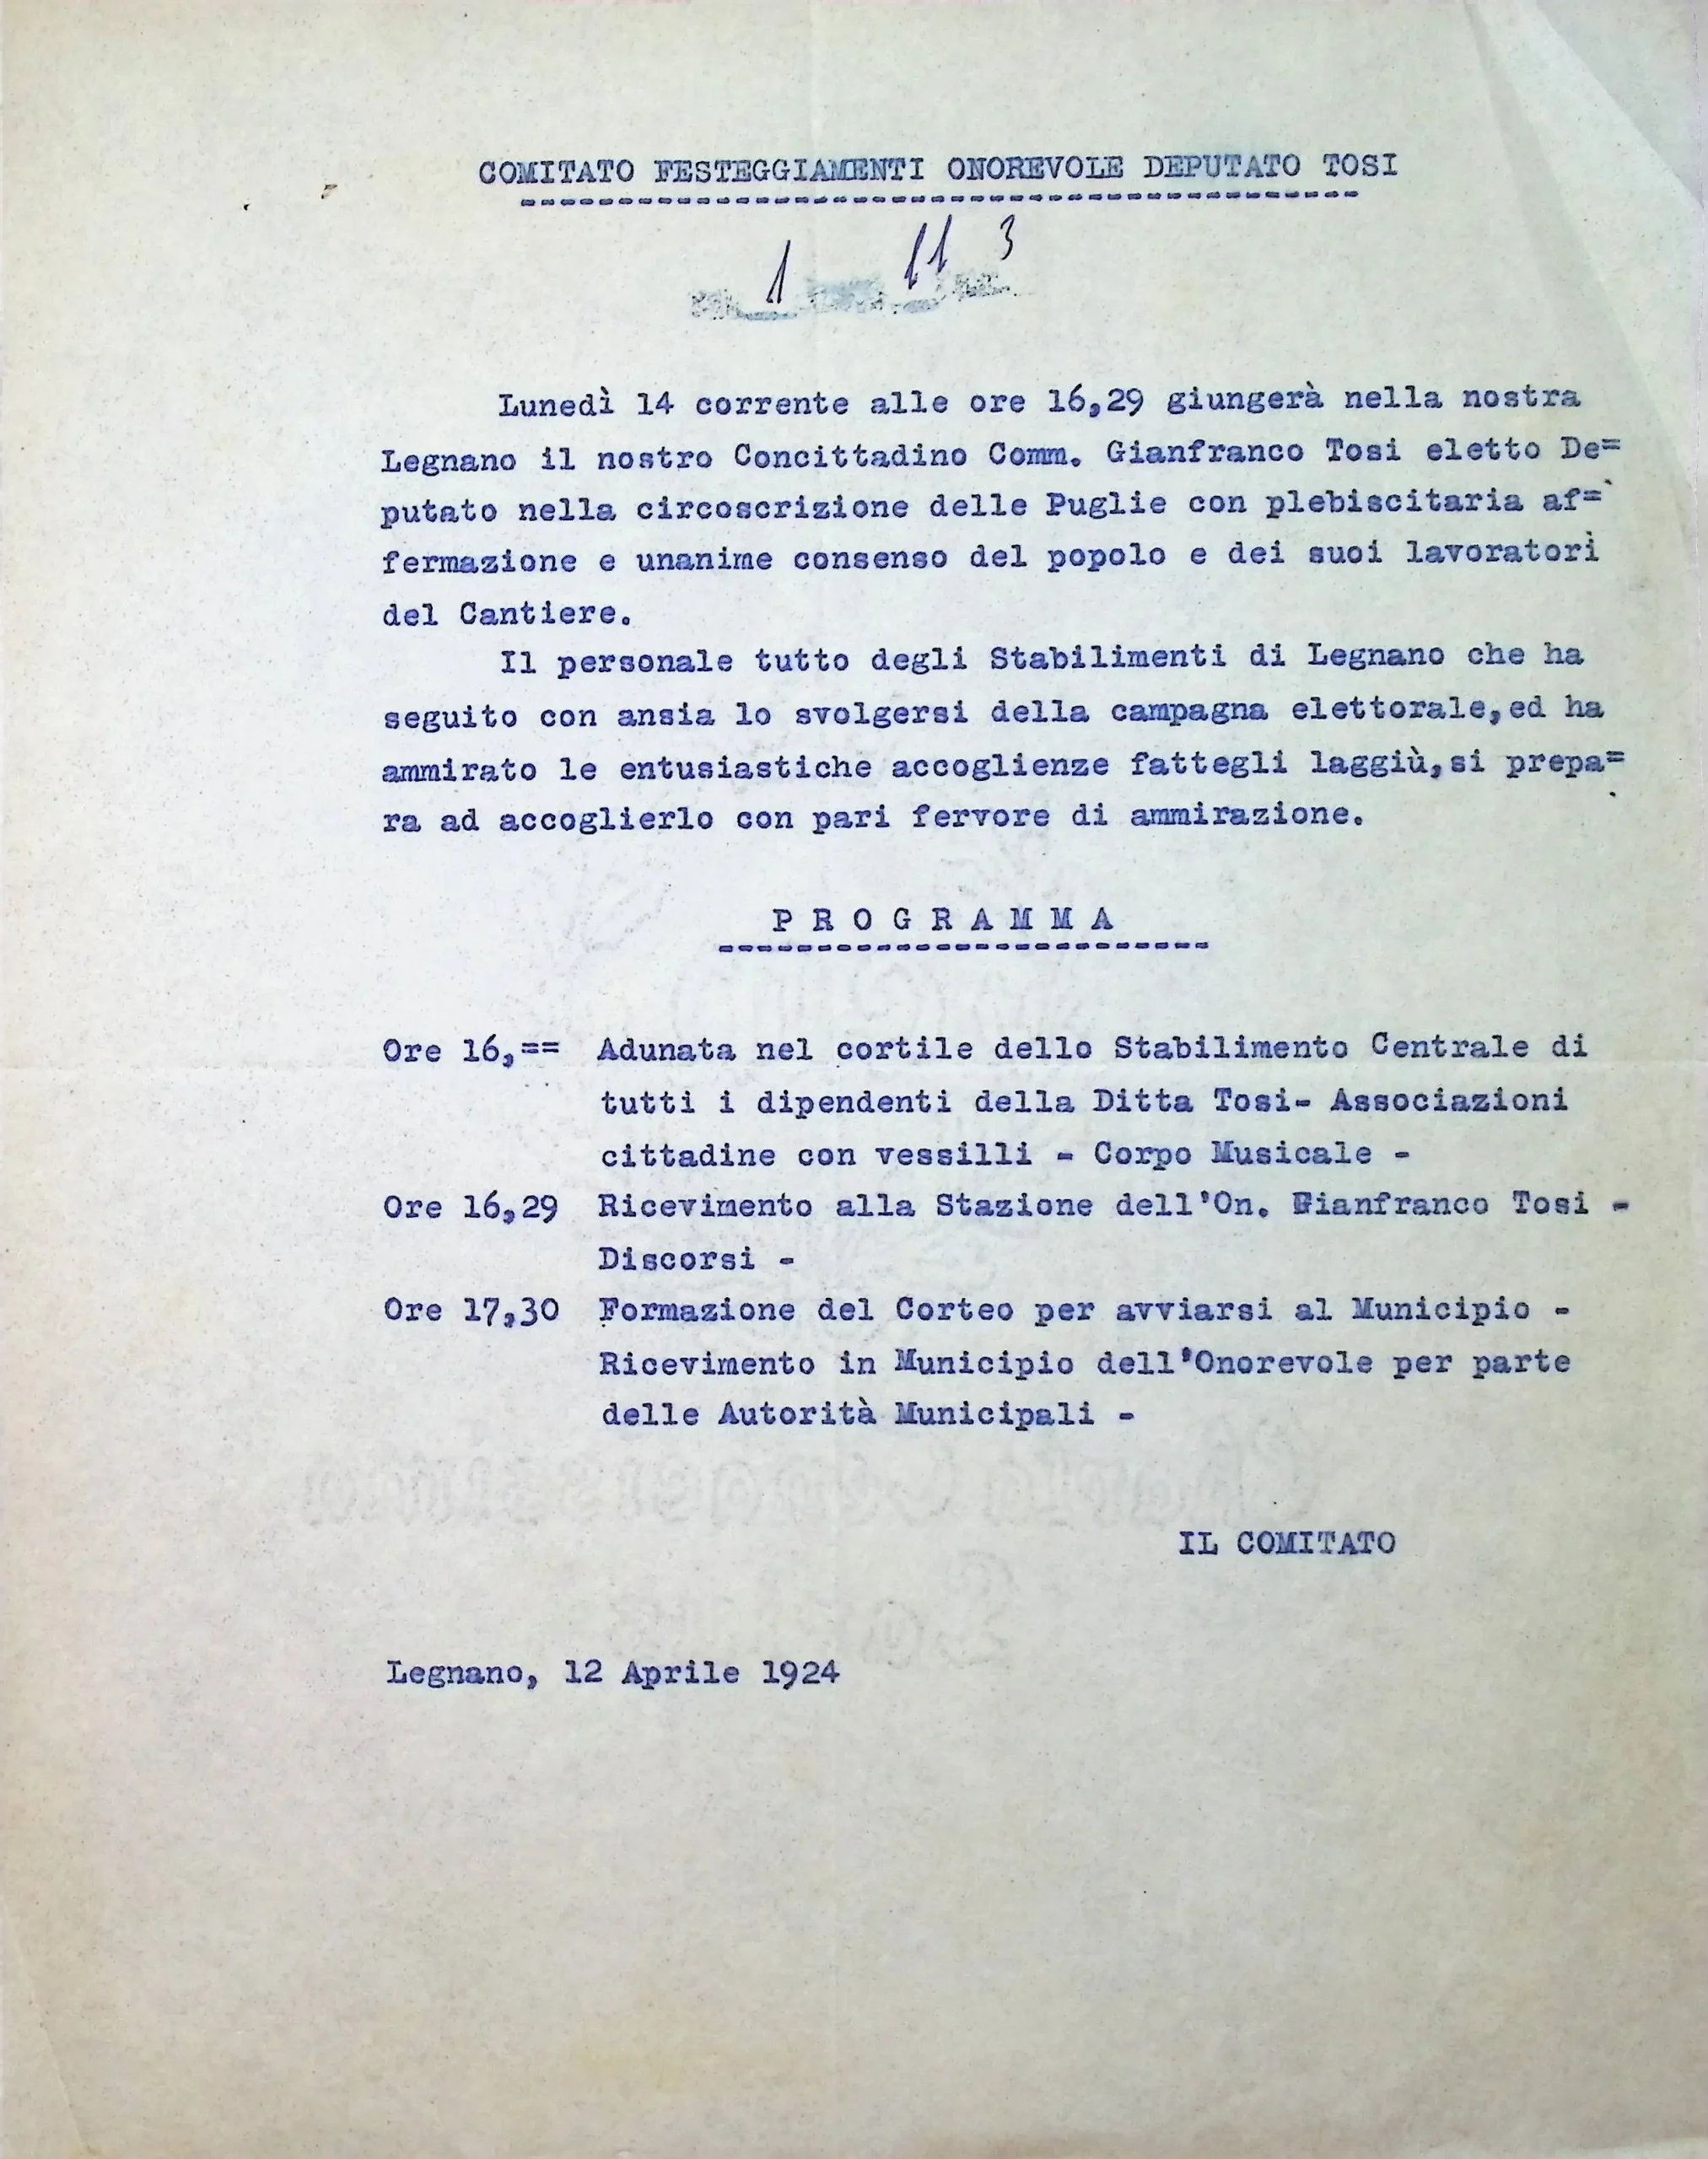 COMITATO FESTEGGIAMENTI ONOREVOLE DEPUTATO TOSI
1 11 3
Lunedì 14 corrente alle ore 16,29 giungerà nella nostra
Legnano il nostro Concittadino Comm. Gianfranco Tosi eletto De=
putato nella circoscrizione delle Puglie con plebiscitaria af=
fermazione e unanime consenso del popolo e dei suoi lavoratori
del Cantiere.
Il personale tutto degli Stabilimenti di Legnano che ha
seguito con ansia lo svolgersi della campagna elettorale,ed ha
ammirato le entusiastiche accoglienze fattegli laggiù,si prepa=
ra ad accoglierlo con pari fervore di ammirazione.
P R O G R A M M A
Ore 16,== Adunata nel cortile dello Stabilimento Centrale di
tutti i dipendenti della Ditta Tosi- Associazioni
cittadine con vessilli - Corpo Musicale -
Ore 16,29 Ricevimento alla Stazione dell'On. Gianfranco Tosi -
Discorsi -
Ore 17,30 Formazione del Corteo per avviarsi al Municipio -
Ricevimento in Municipio dell'Onorevole per parte
delle Autorità Municipali -
IL COMITATO
Legnano, 12 Aprile 1924